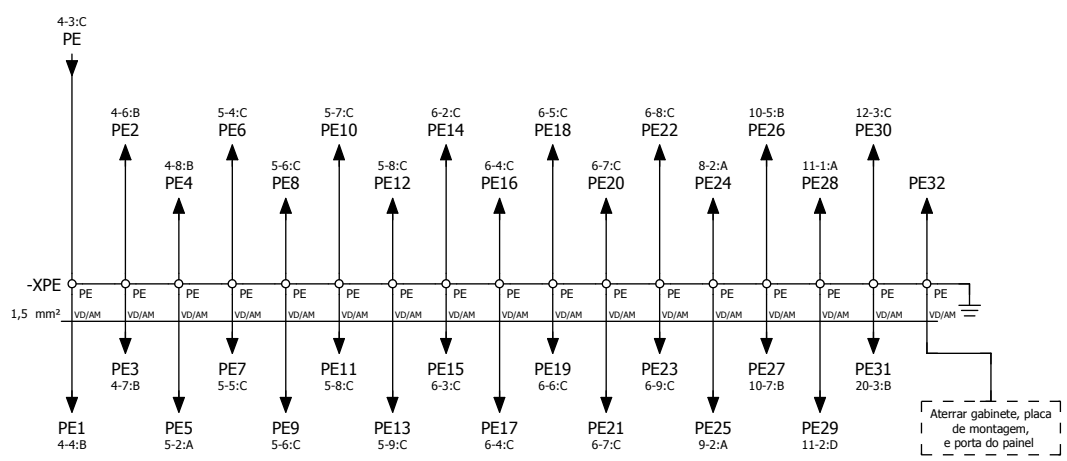 4-3:C
PE
4-6:B
PE2
5-4:C
PE6
5-7:C
PE10
6-2:C
PE14
6-5:C
PE18
6-8:C
PE22
10-5:B
PE26
12-3:C
PE30
4-8:B
PE4
5-6:C
PE8
5-8:C
PE12
6-4:C
PE16
6-7:C
PE20
8-2:A
PE24
11-1:A
PE28
PE32
-XPE
PE PE PE PE PE PE PE PE PE PE PE PE PE PE PE PE PE
1,5 mm²
VD/AM VD/AM VD/AM VD/AM VD/AM VD/AM VD/AM VD/AM VD/AM VD/AM VD/AM VD/AM VD/AM VD/AM VD/AM VD/AM VD/AM
PE3
4-7:B
PE7
5-5:C
PE11
5-8:C
PE15
6-3:C
PE19
6-6:C
PE23
6-9:C
PE27
10-7:B
PE31
20-3:B
PE1
4-4:B
PE5
5-2:A
PE9
5-6:C
PE13
5-9:C
PE17
6-4:C
PE21
6-7:C
PE25
9-2:A
PE29
11-2:D
Aterrar gabinete, placa
de montagem,
e porta do painel